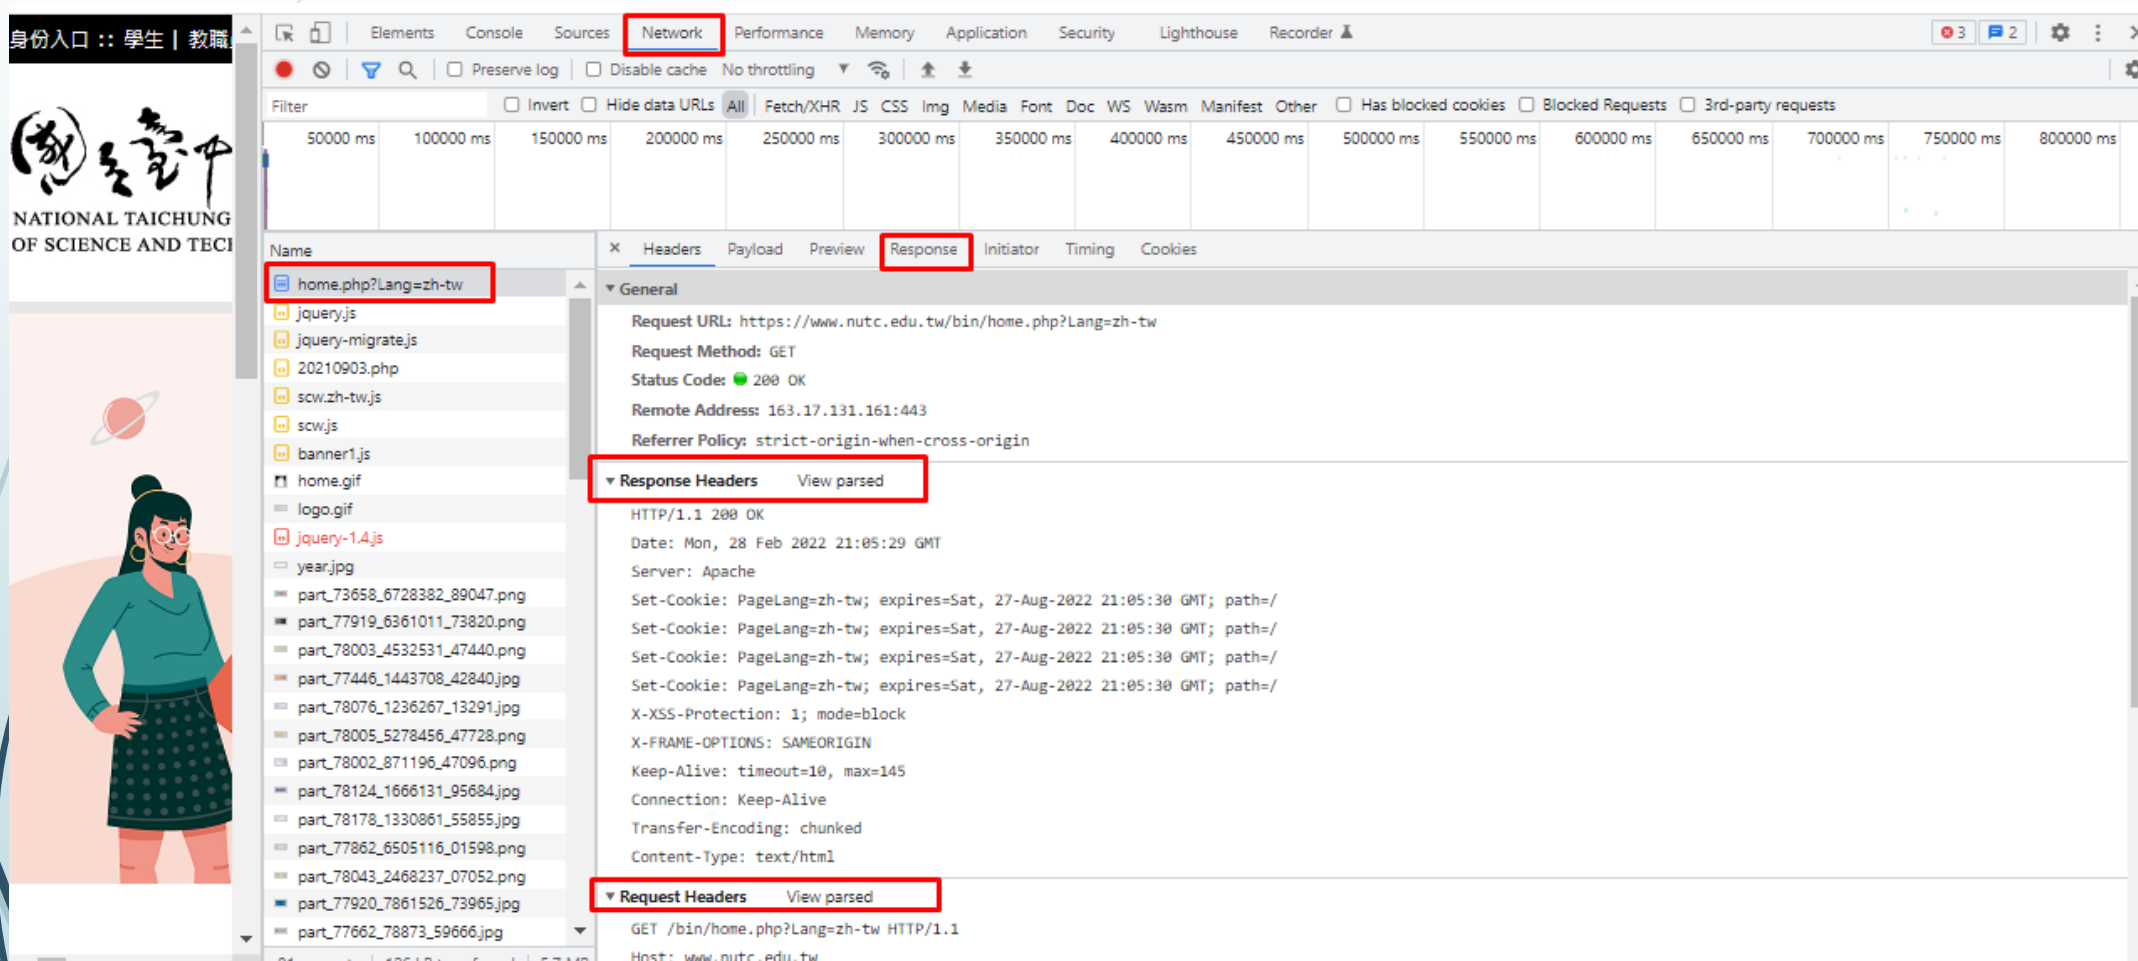 身份入口 :: 學生 | 教職
Elements Console Sources Network Performance Memory Application Security Lighthouse Recorder 3 2
Preserve log Disable cache No throttling
Filter Invert Hide data URLs All Fetch/XHR JS CSS Img Media Font Doc WS Wasm Manifest Other Has blocked cookies Blocked Requests 3rd-party requests
50000 ms 100000 ms 150000 ms 200000 ms 250000 ms 300000 ms 350000 ms 400000 ms 450000 ms 500000 ms 550000 ms 600000 ms 650000 ms 700000 ms 750000 ms 800000 ms
國立臺中
NATIONAL TAICHUNG
OF SCIENCE AND TECH
Name
home.php?Lang=zh-tw
jquery.js
jquery-migrate.js
20210903.php
scw.zh-tw.js
scw.js
banner1.js
home.gif
logo.gif
jquery-1.4.js
year.jpg
part_73658_6728382_89047.png
part_77919_6361011_73820.png
part_78003_4532531_47440.png
part_77446_1443708_42840.jpg
part_78076_1236267_13291.jpg
part_78005_5278456_47728.png
part_78002_871196_47096.png
part_78124_1666131_95684.jpg
part_78178_1330861_55855.jpg
part_77862_6505116_01598.png
part_78043_2468237_07052.png
part_77920_7861526_73965.jpg
part_77662_78873_59666.jpg
Headers Payload Preview Response Initiator Timing Cookies
General
Request URL: https://www.nutc.edu.tw/bin/home.php?Lang=zh-tw
Request Method: GET
Status Code: 200 OK
Remote Address: 163.17.131.161:443
Referrer Policy: strict-origin-when-cross-origin
Response Headers View parsed
HTTP/1.1 200 OK
Date: Mon, 28 Feb 2022 21:05:29 GMT
Server: Apache
Set-Cookie: PageLang=zh-tw; expires=Sat, 27-Aug-2022 21:05:30 GMT; path=/
Set-Cookie: PageLang=zh-tw; expires=Sat, 27-Aug-2022 21:05:30 GMT; path=/
Set-Cookie: PageLang=zh-tw; expires=Sat, 27-Aug-2022 21:05:30 GMT; path=/
Set-Cookie: PageLang=zh-tw; expires=Sat, 27-Aug-2022 21:05:30 GMT; path=/
X-XSS-Protection: 1; mode=block
X-FRAME-OPTIONS: SAMEORIGIN
Keep-Alive: timeout=10, max=145
Connection: Keep-Alive
Transfer-Encoding: chunked
Content-Type: text/html
Request Headers View parsed
GET /bin/home.php?Lang=zh-tw HTTP/1.1
Host: www.nutc.edu.tw